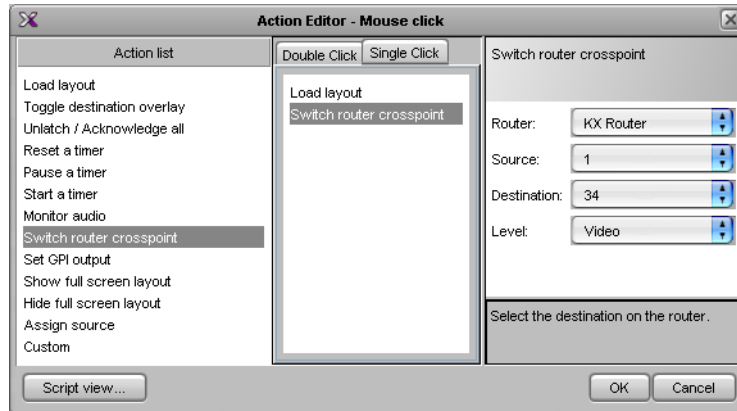 Action Editor - Mouse click
Action list
Load layout
Toggle destination overlay
Unlatch / Acknowledge all
Reset a timer
Pause a timer
Start a timer
Monitor audio
Switch router crosspoint
Set GPI output
Show full screen layout
Hide full screen layout
Assign source
Custom
Double Click Single Click
Load layout
Switch router crosspoint
Switch router crosspoint
Router: KX Router
Source: 1
Destination: 34
Level: Video
Select the destination on the router.
Script view...
OK Cancel